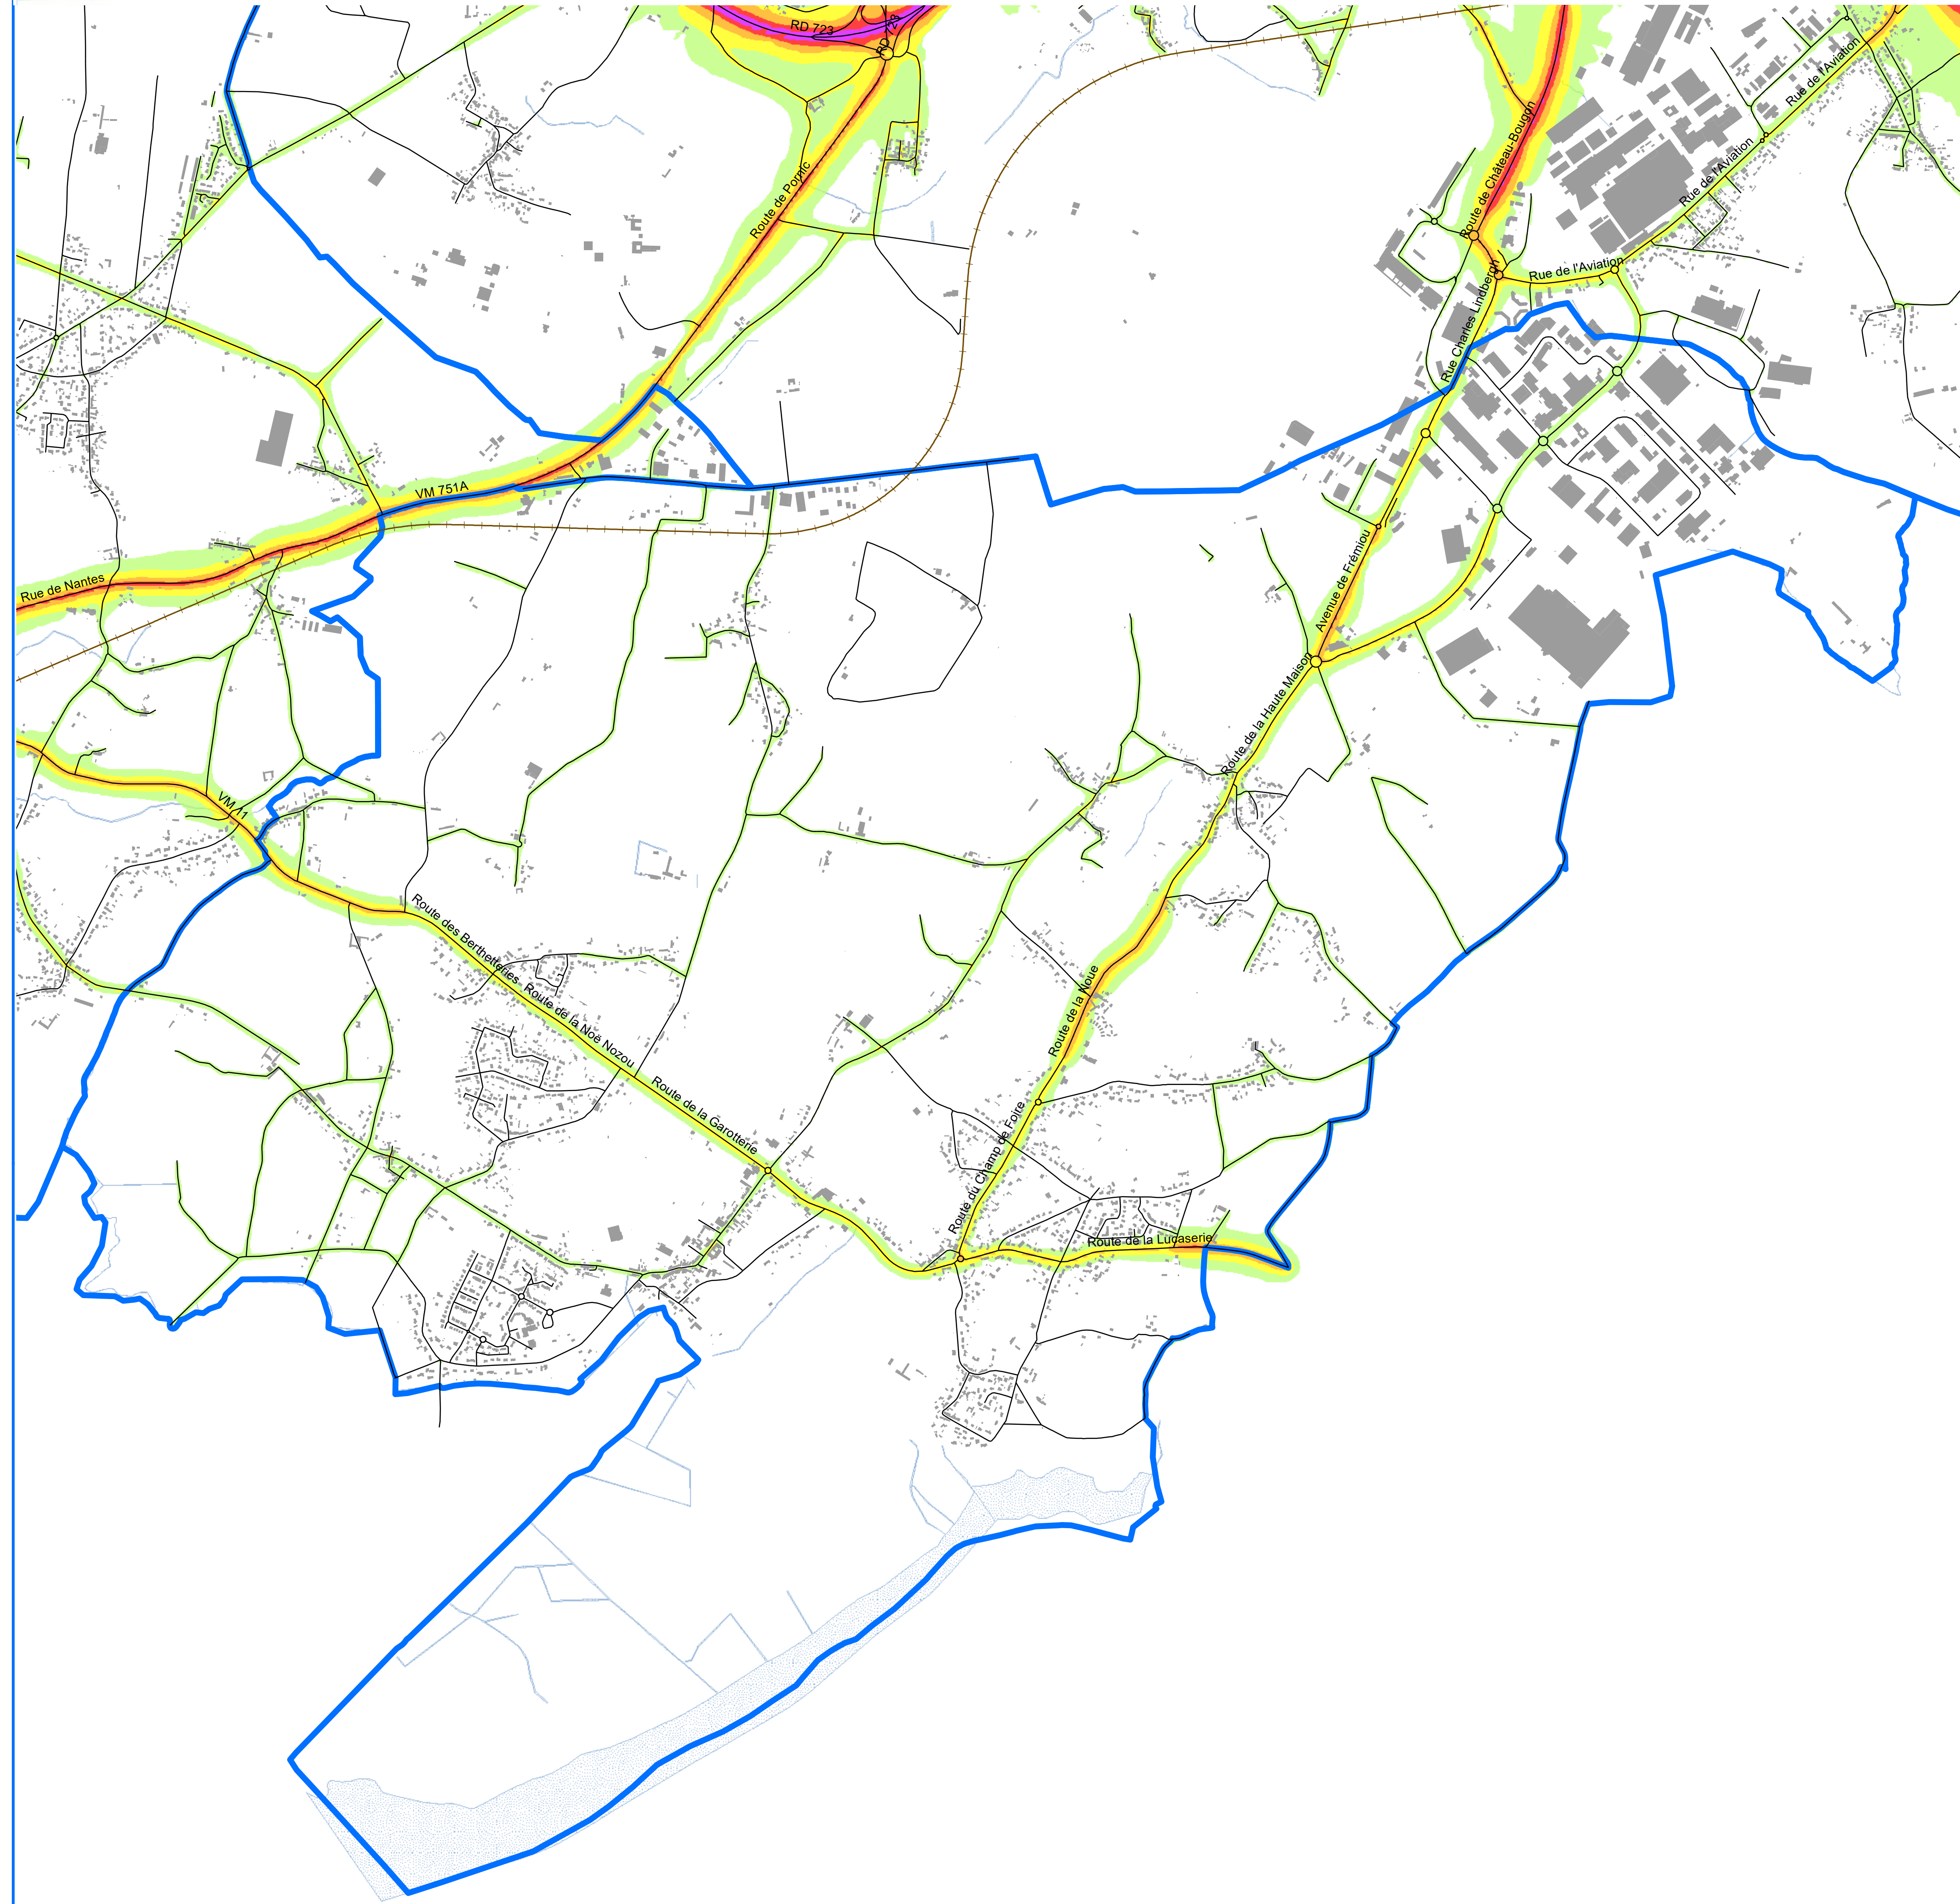 RD 723
RD 723
Rue de l'Aviation
Route de Château-Bougon
Rue de l'Aviation
Route de Pornic
Rue de l'Aviation
Rue Charles Lindbergh
VM 751A
Rue de Nantes
Avenue de Frémiou
Route de la Haute Maison
VM 11
Route des Berthetteries
Route de la Noë Nozou
Route de la Noue
Route de la Garotterie
Route du Champ de Foire
Route de la Lucaserie